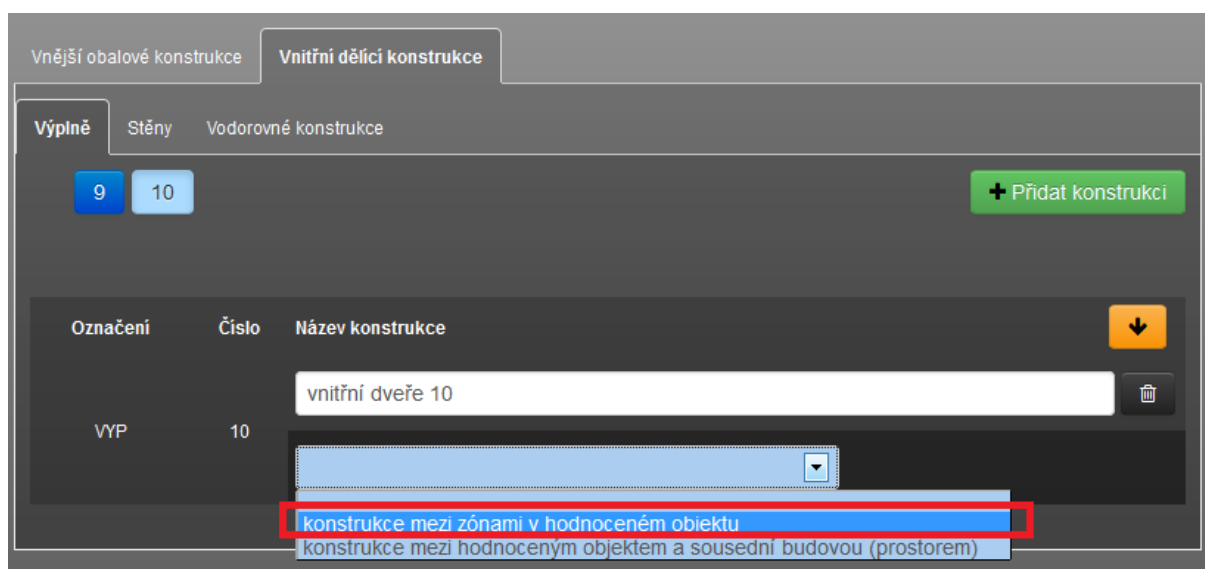 Vnější obalové konstrukce Vnitřní dělící konstrukce
Výplně Stěny Vodorovné konstrukce
9 10 Přidat konstrukci
Označení Číslo Název konstrukce
vnitřní dveře 10
VYP 10
konstrukce mezi zónami v hodnoceném objektu
konstrukce mezi hodnoceným objektem a sousední budovou (prostorem)